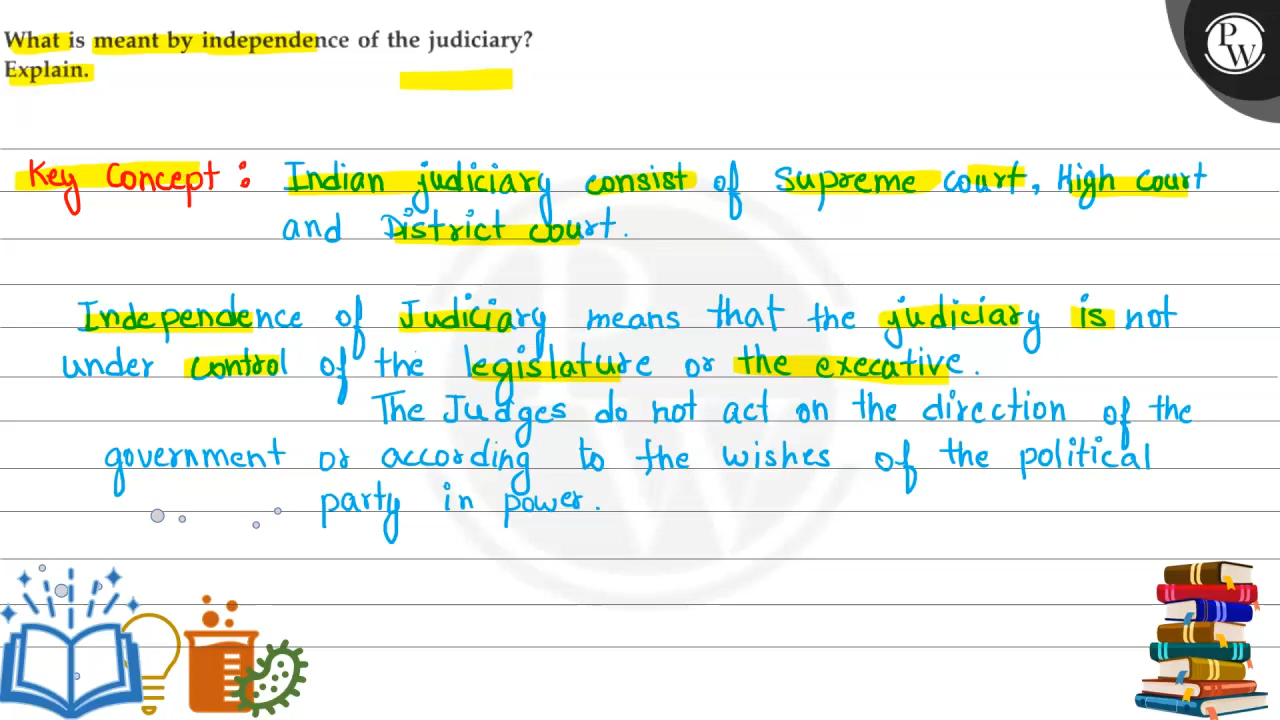 What is meant by independence of the judiciary?
Explain.
PW
Key Concept : Indian judiciary consist of Supreme court, High court
and District court.
Independence of Judiciary means that the judiciary is not
under control of the legislature or the executive.
The Judges do not act on the direction of the
government or according to the wishes of the political
party in power.